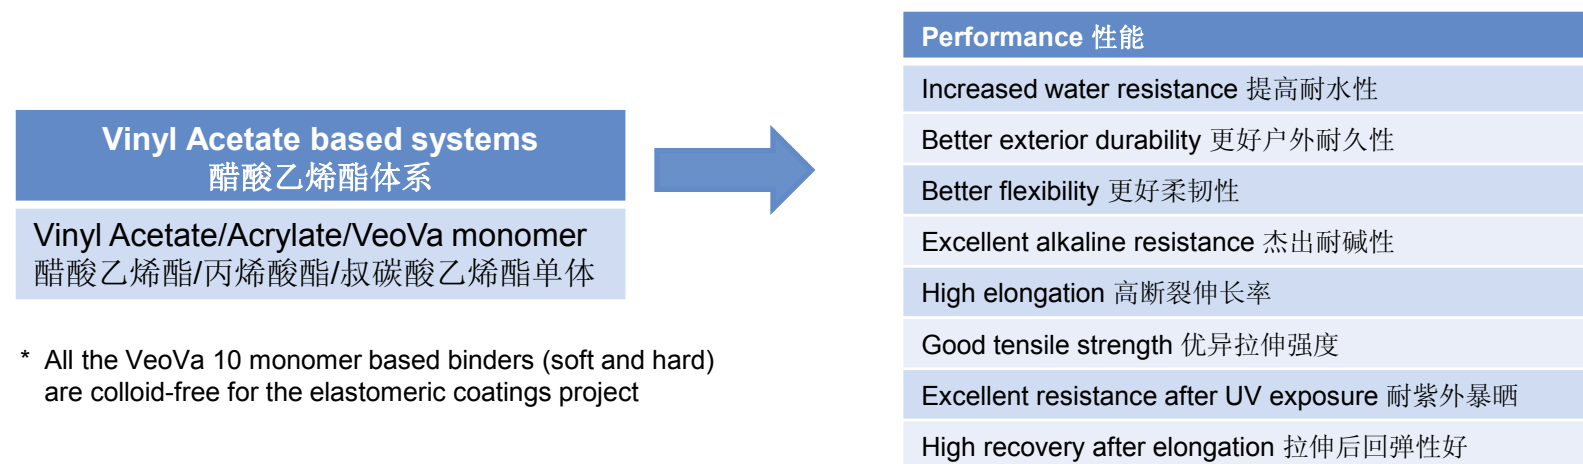 Vinyl Acetate based systems
醋酸乙烯酯体系
Vinyl Acetate/Acrylate/VeoVa monomer
醋酸乙烯酯/丙烯酸酯/叔碳酸乙烯酯单体
* All the VeoVa 10 monomer based binders (soft and hard)
are colloid-free for the elastomeric coatings project
Performance 性能
Increased water resistance 提高耐水性
Better exterior durability 更好户外耐久性
Better flexibility 更好柔韧性
Excellent alkaline resistance 杰出耐碱性
High elongation 高断裂伸长率
Good tensile strength 优异拉伸强度
Excellent resistance after UV exposure 耐紫外暴晒
High recovery after elongation 拉伸后回弹性好